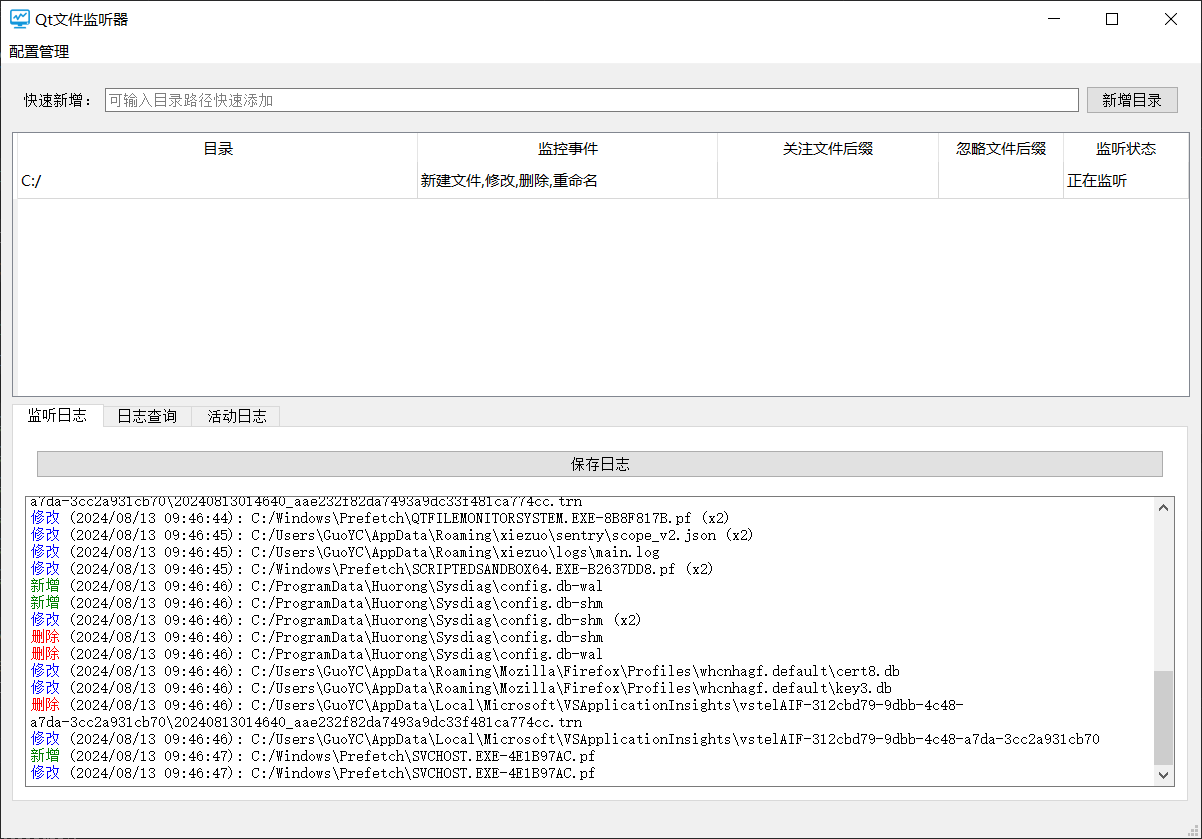 Qt文件监听器
配置管理
快速新增： 可输入目录路径快速添加 新增目录
目录 监控事件 关注文件后缀 忽略文件后缀 监听状态
C:/ 新建文件,修改,删除,重命名 正在监听
监听日志 日志查询 活动日志
保存日志
a7da-3cc2a931cb70\20240813014640_aae232f82da7493a9dc33f481ca774cc.trn
修改 (2024/08/13 09:46:44): C:/Windows\Prefetch\QTFILEMONITORSYSTEM.EXE-8B8F817B.pf (x2)
修改 (2024/08/13 09:46:45): C:/Users\GuoYC\AppData\Roaming\xiezuo\sentry\scope_v2.json (x2)
修改 (2024/08/13 09:46:45): C:/Users\GuoYC\AppData\Roaming\xiezuo\logs\main.log
修改 (2024/08/13 09:46:45): C:/Windows\Prefetch\SCRIPTEDSANDBOX64.EXE-B2637DD8.pf (x2)
新增 (2024/08/13 09:46:46): C:/ProgramData\Huorong\Sysdiag\config.db-wal
新增 (2024/08/13 09:46:46): C:/ProgramData\Huorong\Sysdiag\config.db-shm
修改 (2024/08/13 09:46:46): C:/ProgramData\Huorong\Sysdiag\config.db-shm (x2)
删除 (2024/08/13 09:46:46): C:/ProgramData\Huorong\Sysdiag\config.db-shm
删除 (2024/08/13 09:46:46): C:/ProgramData\Huorong\Sysdiag\config.db-wal
修改 (2024/08/13 09:46:46): C:/Users\GuoYC\AppData\Roaming\Mozilla\Firefox\Profiles\whcnhagf.default\cert8.db
修改 (2024/08/13 09:46:46): C:/Users\GuoYC\AppData\Roaming\Mozilla\Firefox\Profiles\whcnhagf.default\key3.db
删除 (2024/08/13 09:46:46): C:/Users\GuoYC\AppData\Local\Microsoft\VSApplicationInsights\vstelAIF-312cbd79-9dbb-4c48-
a7da-3cc2a931cb70\20240813014640_aae232f82da7493a9dc33f481ca774cc.trn
修改 (2024/08/13 09:46:46): C:/Users\GuoYC\AppData\Local\Microsoft\VSApplicationInsights\vstelAIF-312cbd79-9dbb-4c48-a7da-3cc2a931cb70
新增 (2024/08/13 09:46:47): C:/Windows\Prefetch\SVCHOST.EXE-4E1B97AC.pf
修改 (2024/08/13 09:46:47): C:/Windows\Prefetch\SVCHOST.EXE-4E1B97AC.pf